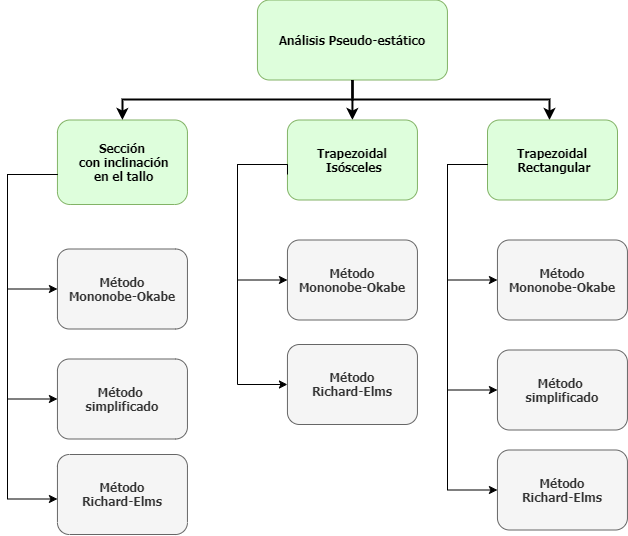 Análisis Pseudo-estático
Sección
con inclinación
en el tallo
Método
Mononobe-Okabe
Método
simplificado
Método
Richard-Elms
Trapezoidal
Isósceles
Método
Mononobe-Okabe
Método
Richard-Elms
Trapezoidal
Rectangular
Método
Mononobe-Okabe
Método
simplificado
Método
Richard-Elms